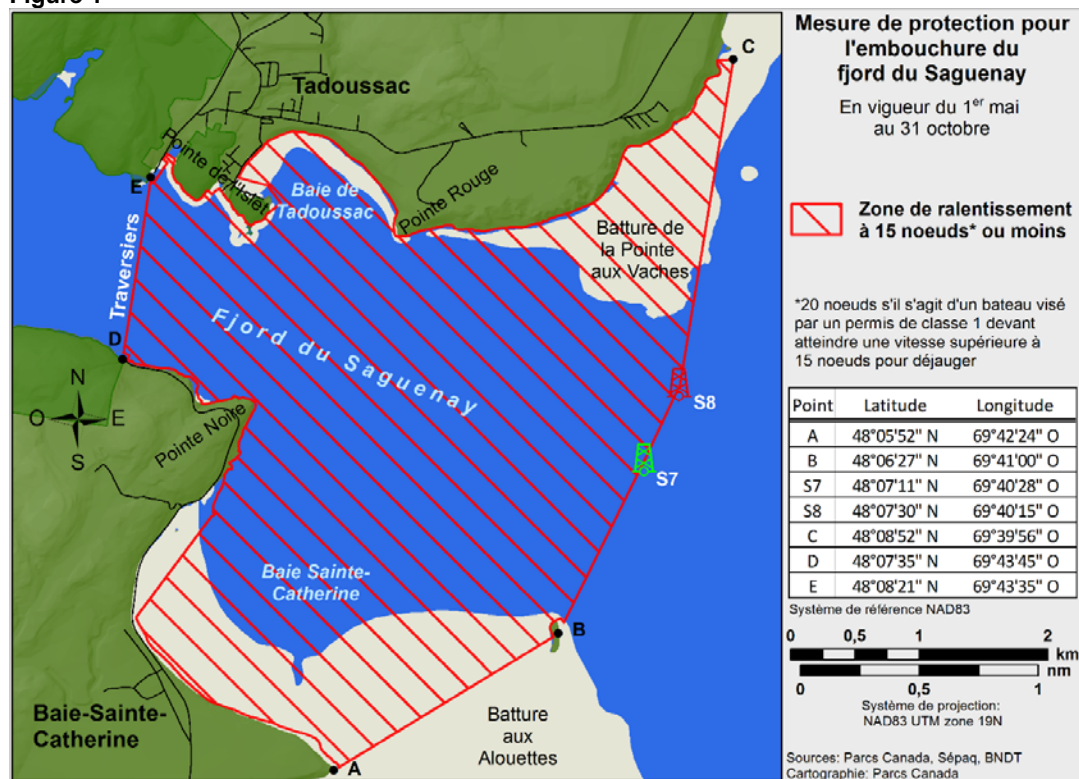 Figure 1
Mesure de protection pour
l'embouchure du
fjord du Saguenay
En vigueur du 1er mai
au 31 octobre
Zone de ralentissement
à 15 noeuds* ou moins
*20 noeuds s'il s'agit d'un bateau visé
par un permis de classe 1 devant
atteindre une vitesse supérieure à
15 noeuds pour déjauger
Point Latitude Longitude
A 48°05'52" N 69°42'24" O
B 48°06'27" N 69°41'00" O
S7 48°07'11" N 69°40'28" O
S8 48°07'30" N 69°40'15" O
C 48°08'52" N 69°39'56" O
D 48°07'35" N 69°43'45" O
E 48°08'21" N 69°43'35" O
Système de référence NAD83
0 0,5 1 2
km
nm
0 0,5 1
Système de projection:
NAD83 UTM zone 19N
Sources: Parcs Canada, Sépaq, BNDT
Cartographie: Parcs Canada
C
Tadoussac
Pointe de l'Islet
E
Baie de
Tadoussac
Pointe Rouge
Batture de
la Pointe
aux Vaches
Traversiers
Fjord du Saguenay
D
N
O E
S
Pointe Noire
S8
S7
Baie Sainte-
Catherine
B
Baie-Sainte-
Catherine
Batture
aux
Alouettes
A